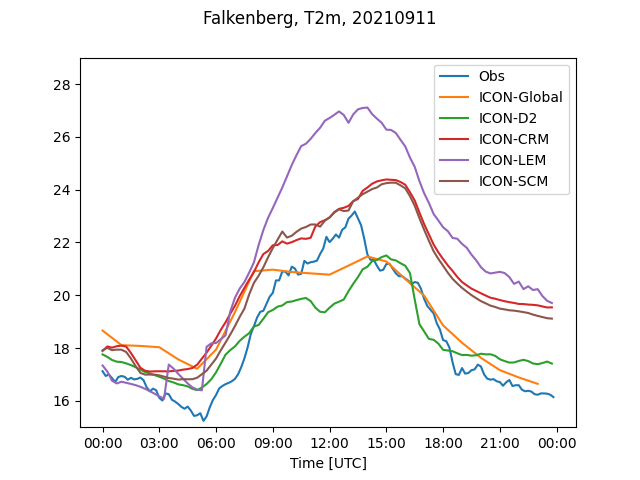 Falkenberg, T2m, 20210911
28
26
24
22
20
18
16
Obs
ICON-Global
ICON-D2
ICON-CRM
ICON-LEM
ICON-SCM
00:00 03:00 06:00 09:00 12:00 15:00 18:00 21:00 00:00
Time [UTC]